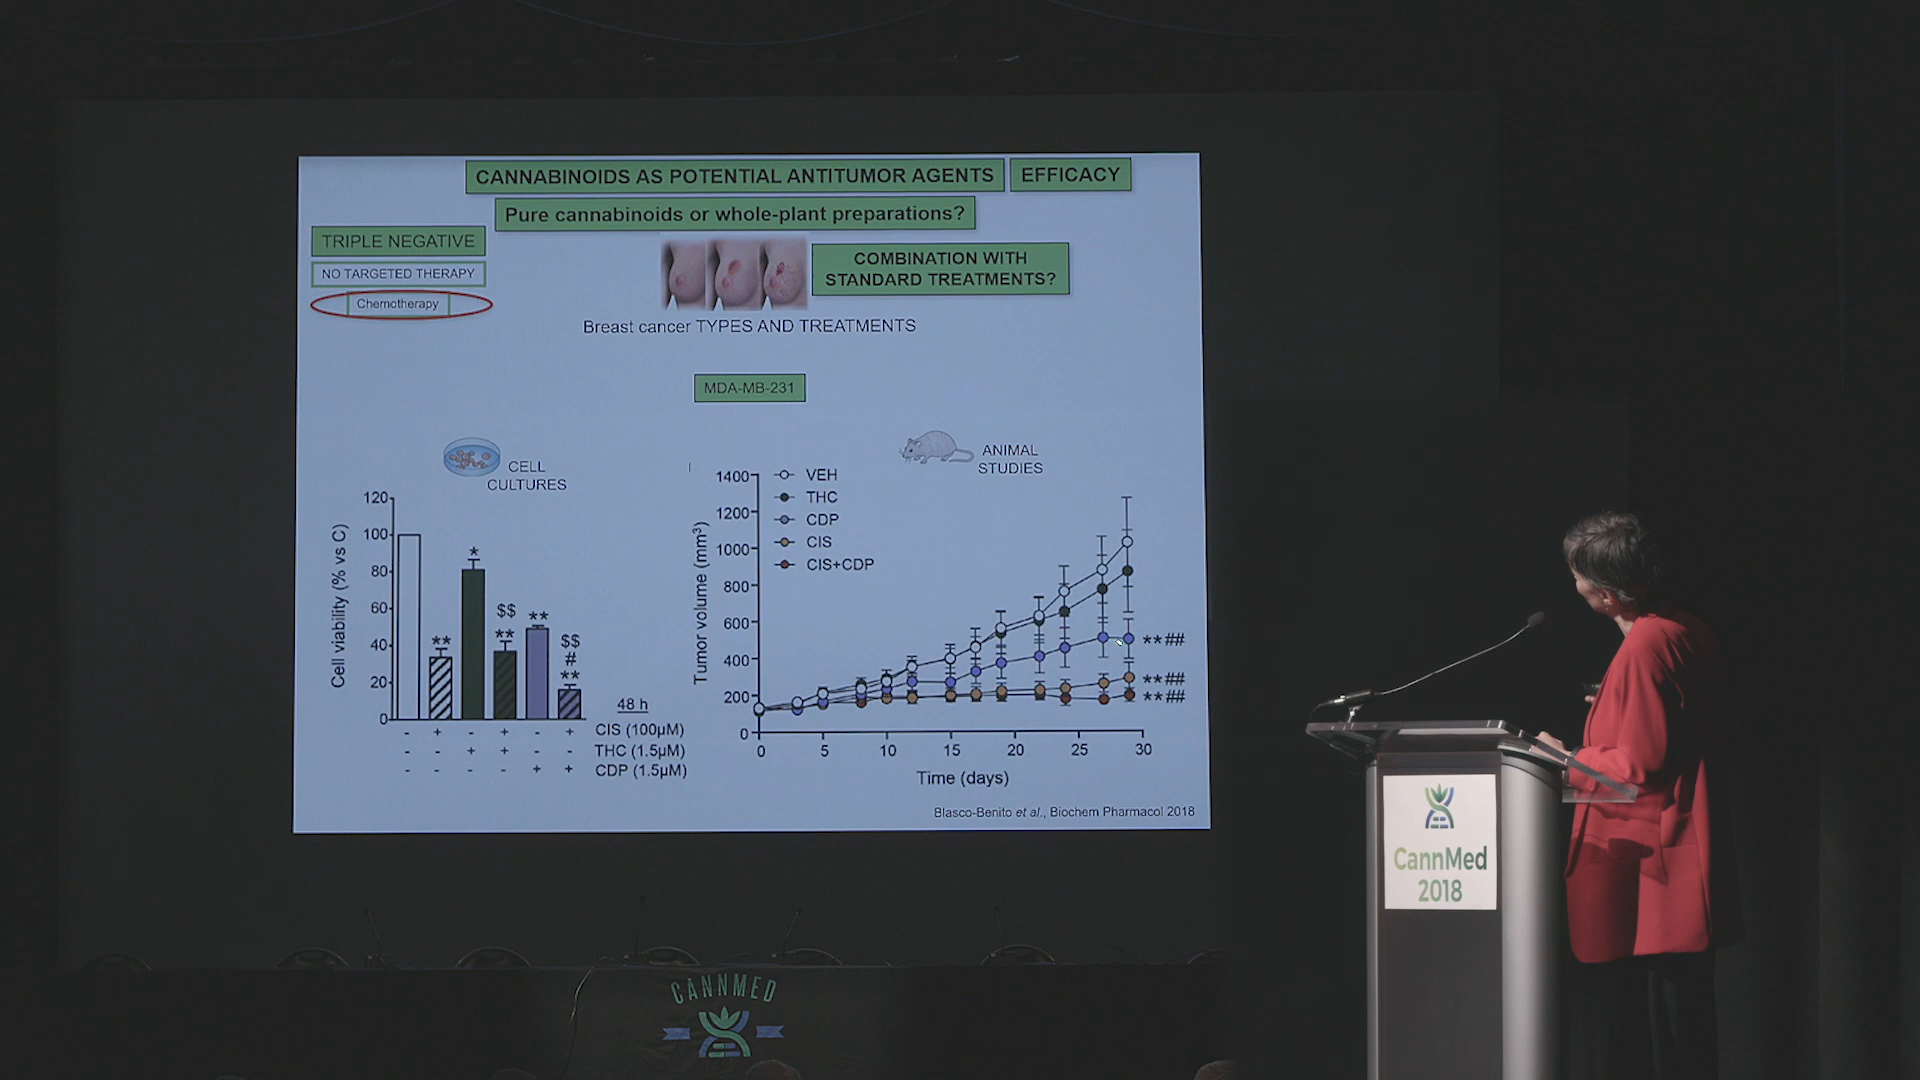 CANNABINOIDS AS POTENTIAL ANTITUMOR AGENTS
EFFICACY
Pure cannabinoids or whole-plant preparations?
TRIPLE NEGATIVE
NO TARGETED THERAPY
Chemotherapy
COMBINATION WITH
STANDARD TREATMENTS?
Breast cancer TYPES AND TREATMENTS
MDA-MB-231
CELL
CULTURES
Cell viability (% vs C)
120
100
80
60
40
20
0
**
*
$$
**
**
$$
#
**
48 h
- + - + - + CIS (100µM)
- - + + - - THC (1.5µM)
- - - - + + CDP (1.5µM)
ANIMAL
STUDIES
VEH
THC
CDP
CIS
CIS+CDP
Tumor volume (mm³)
1400
1200
1000
800
600
400
200
0
**##
**##
**##
0 5 10 15 20 25 30
Time (days)
Blasco-Benito et al., Biochem Pharmacol 2018
CannMed
2018
CANNMED